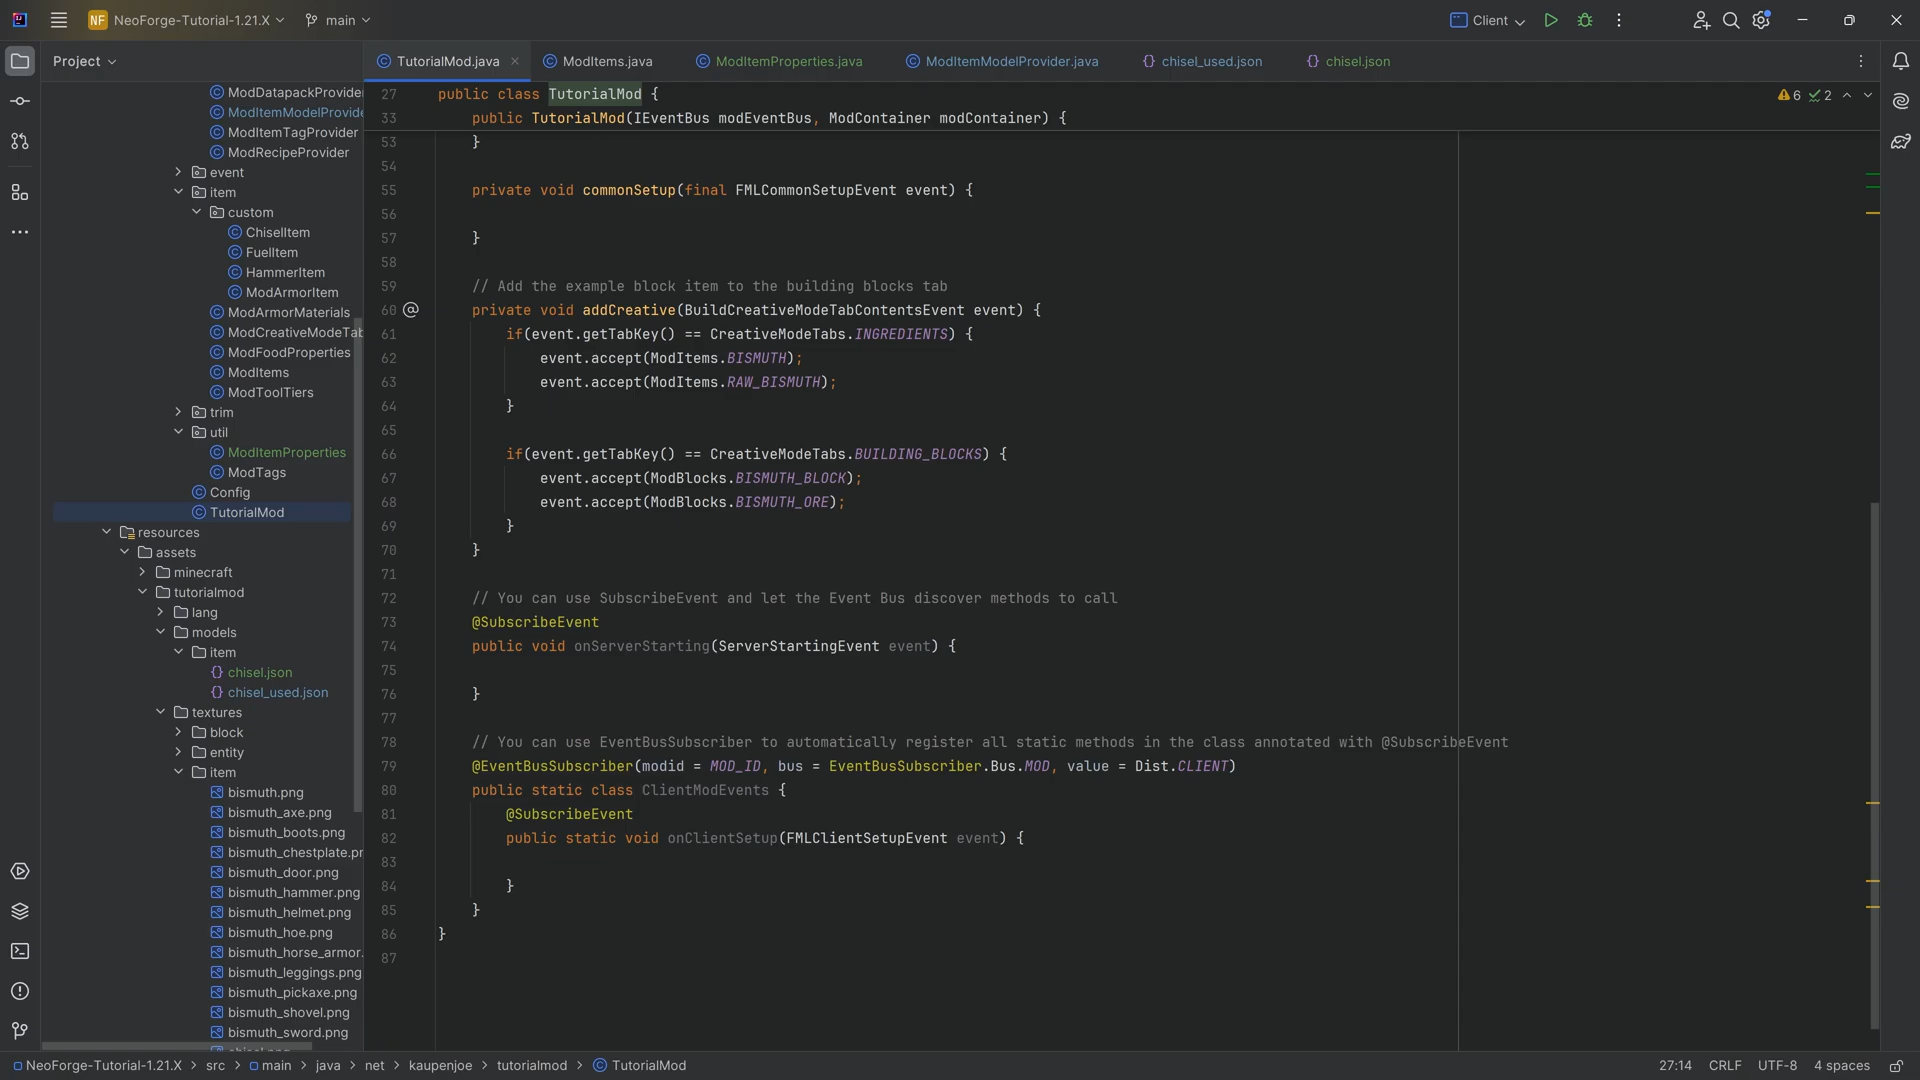 NF NeoForge-Tutorial-1.21.X main Client
Project
TutorialMod.java ModItems.java ModItemProperties.java ModItemModelProvider.java chisel_used.json chisel.json
ModDatapackProvider
ModItemModelProvide
ModItemTagProvider
ModRecipeProvider
event
item
custom
ChiselItem
FuelItem
HammerItem
ModArmorItem
ModArmorMaterials
ModCreativeModeTab
ModFoodProperties
ModItems
ModToolTiers
trim
util
ModItemProperties
ModTags
Config
TutorialMod
resources
assets
minecraft
tutorialmod
lang
models
item
chisel.json
chisel_used.json
textures
block
entity
item
bismuth.png
bismuth_axe.png
bismuth_boots.png
bismuth_chestplate.pr
bismuth_door.png
bismuth_hammer.png
bismuth_helmet.png
bismuth_hoe.png
bismuth_horse_armor.
bismuth_leggings.png
bismuth_pickaxe.png
bismuth_shovel.png
bismuth_sword.png
6 2
27 public class TutorialMod {
33 public TutorialMod(IEventBus modEventBus, ModContainer modContainer) {
53 }
54
55 private void commonSetup(final FMLCommonSetupEvent event) {
56
57 }
58
59 // Add the example block item to the building blocks tab
60 @ private void addCreative(BuildCreativeModeTabContentsEvent event) {
61 if(event.getTabKey() == CreativeModeTabs.INGREDIENTS) {
62 event.accept(ModItems.BISMUTH);
63 event.accept(ModItems.RAW_BISMUTH);
64 }
65
66 if(event.getTabKey() == CreativeModeTabs.BUILDING_BLOCKS) {
67 event.accept(ModBlocks.BISMUTH_BLOCK);
68 event.accept(ModBlocks.BISMUTH_ORE);
69 }
70 }
71
72 // You can use SubscribeEvent and let the Event Bus discover methods to call
73 @SubscribeEvent
74 public void onServerStarting(ServerStartingEvent event) {
75
76 }
77
78 // You can use EventBusSubscriber to automatically register all static methods in the class annotated with @SubscribeEvent
79 @EventBusSubscriber(modid = MOD_ID, bus = EventBusSubscriber.Bus.MOD, value = Dist.CLIENT)
80 public static class ClientModEvents {
81 @SubscribeEvent
82 public static void onClientSetup(FMLClientSetupEvent event) {
83
84 }
85 }
86 }
87
NeoForge-Tutorial-1.21.X > src > main > java > net > kaupenjoe > tutorialmod > TutorialMod 27:14 CRLF UTF-8 4 spaces